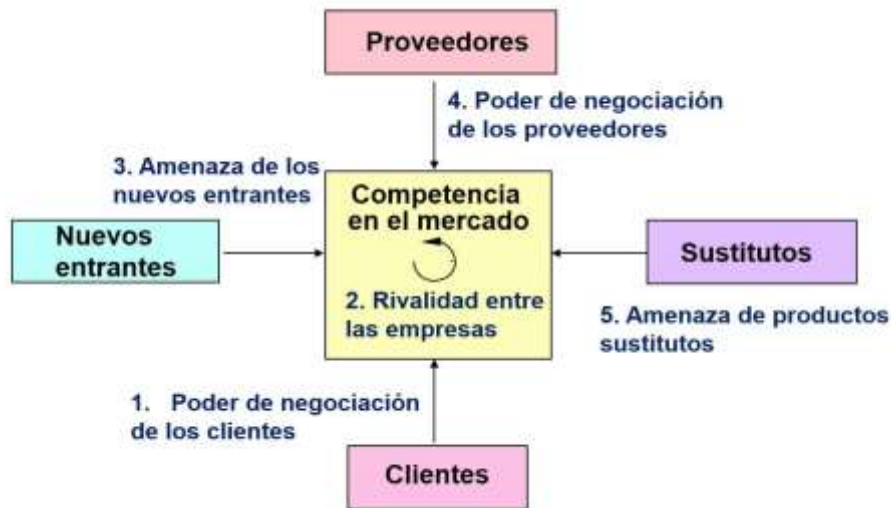 Proveedores
4. Poder de negociación
de los proveedores
3. Amenaza de los
nuevos entrantes
Competencia
en el mercado
Nuevos
entrantes
Sustitutos
2. Rivalidad entre
las empresas
5. Amenaza de productos
sustitutos
1. Poder de negociación
de los clientes
Clientes